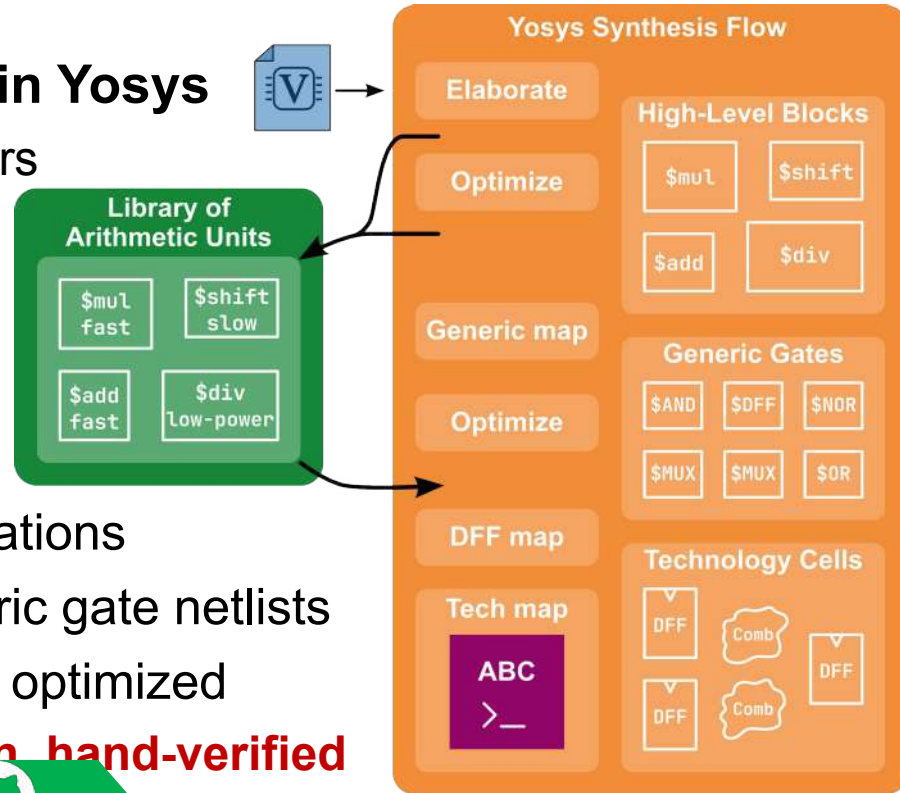 in Yosys
rs
ations
ric gate netlists
optimized
hand-verified
Library of
Arithmetic Units
$mul
fast
$shift
slow
$add
fast
$div
low-power
V
Yosys Synthesis Flow
Elaborate
Optimize
Generic map
Optimize
DFF map
Tech map
ABC
>_
High-Level Blocks
$mul
$shift
$add
$div
Generic Gates
$AND
$DFF
$NOR
$MUX
$MUX
$OR
Technology Cells
DFF
Comb
DFF
DFF
Comb